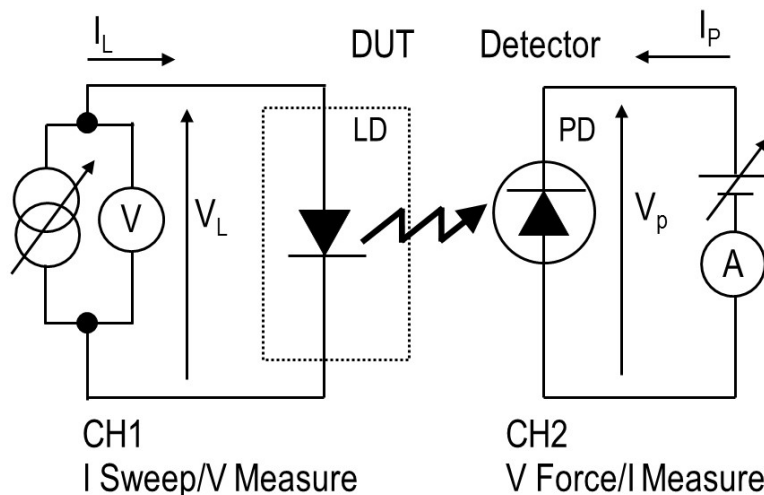 I_L
DUT
Detector
I_P
LD
PD
V
V_L
V_p
A
CH1
I Sweep/V Measure
CH2
V Force/I Measure